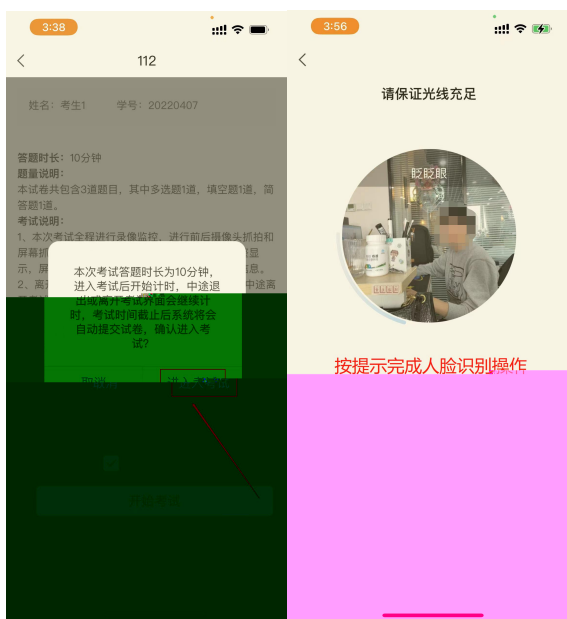 3:38
112
姓名：考生1 学号：20220407
答题时长：10分钟
题量说明：
本试卷共包含3道题目，其中多选题1道，填空题1道，简
答题1道。
考试说明：
1、本次考试全程进行录像监控、进行前后摄像头抓拍和
本次考试答题时长为10分钟，
进入考试后开始计时，中途退
出或离开考试界面会继续计
时，考试时间截止后系统将会
自动提交试卷，确认进入考
试？
取消
进入考试
开始考试
3:56
请保证光线充足
眨眨眼
按提示完成人脸识别操作